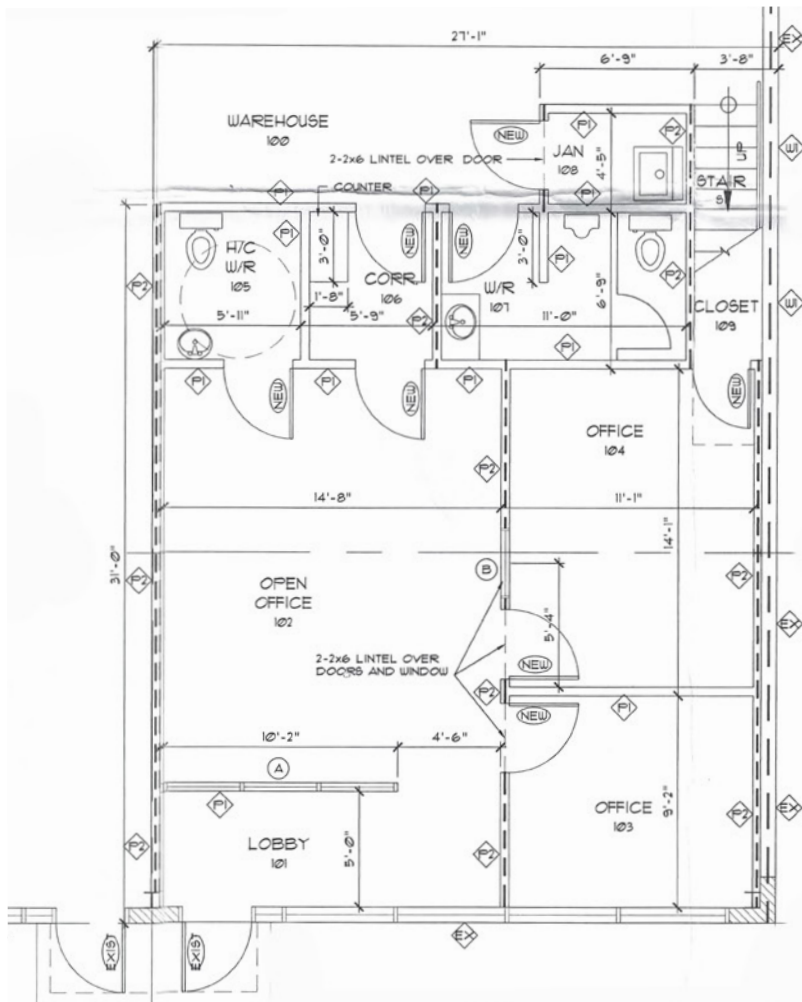 27'-1"
EX
6'-9"
3'-8"
WAREHOUSE
100
NEW
P1
P2
JAN
108
4'-5"
UP
W1
2-2x6 LINTEL OVER DOOR
STAIR
COUNTER
P1
P1
P1
P1
H/C
W/R
105
3'-0"
NEW
CORR.
106
NEW
3'-0"
W/R
107
P1
6'-9"
P2
P2
CLOSET
109
W1
1'-8"
5'-11"
5'-9"
P2
11'-0"
P1
P1
NEW
P1
NEW
P1
NEW
OFFICE
104
P2
14'-8"
11'-1"
14'-1"
31'-0"
P2
B
P2
OPEN
OFFICE
102
5'-4"
EX
2-2x6 LINTEL OVER
DOORS AND WINDOW
NEW
P2
NEW
P1
10'-2"
4'-6"
A
P1
OFFICE
103
9'-2"
P2
EX
LOBBY
101
5'-0"
P2
P2
EXIST
EXIST
EX